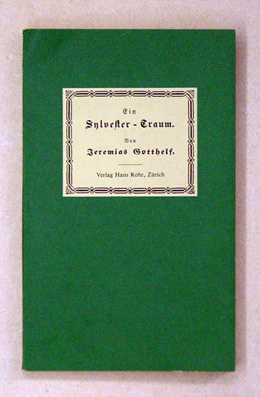 Ein
Sylvester-Traum.
Von
Jeremias Gotthelf.
Verlag Hans Rohr, Zürich